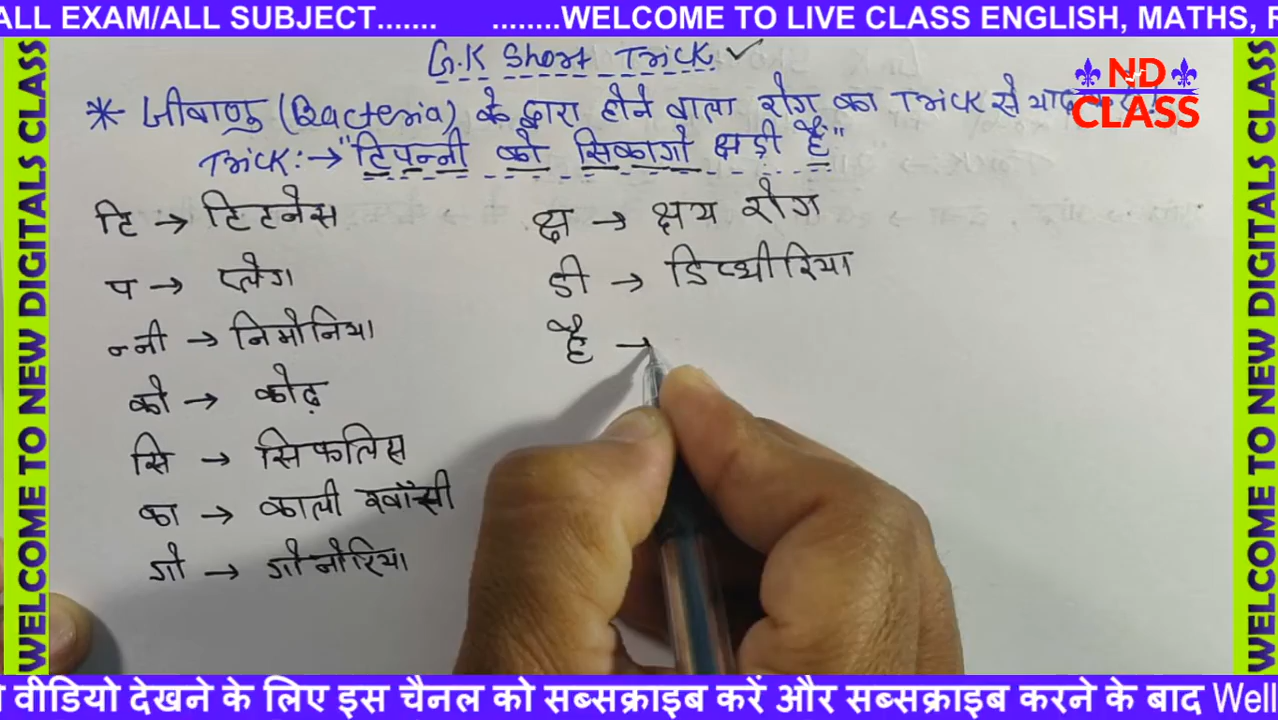 ALL EXAM/ALL SUBJECT....... ........WELCOME TO LIVE CLASS ENGLISH, MATHS,
G.K Short Trick ✓
ND
CLASS
* जीवाणु (Bacteria) के द्वारा होने वाला रोग का Trick से याद
Trick:→ "टिपन्नी को सिकागो क्षडी है"
टि → टिटनेस
प → प्लेग
न्नी → निमोनिया
को → कोढ़
सि → सिफलिस
का → काली खाँसी
गो → गोनोरिया
क्ष → क्षय रोग
डी → डिप्थीरिया
है →
WELCOME TO NEW DIGITALS CLASS
WELCOME TO NEW DIGITALS CLASS
वीडियो देखने के लिए इस चैनल को सब्सक्राइब करें और सब्सक्राइब करने के बाद Well